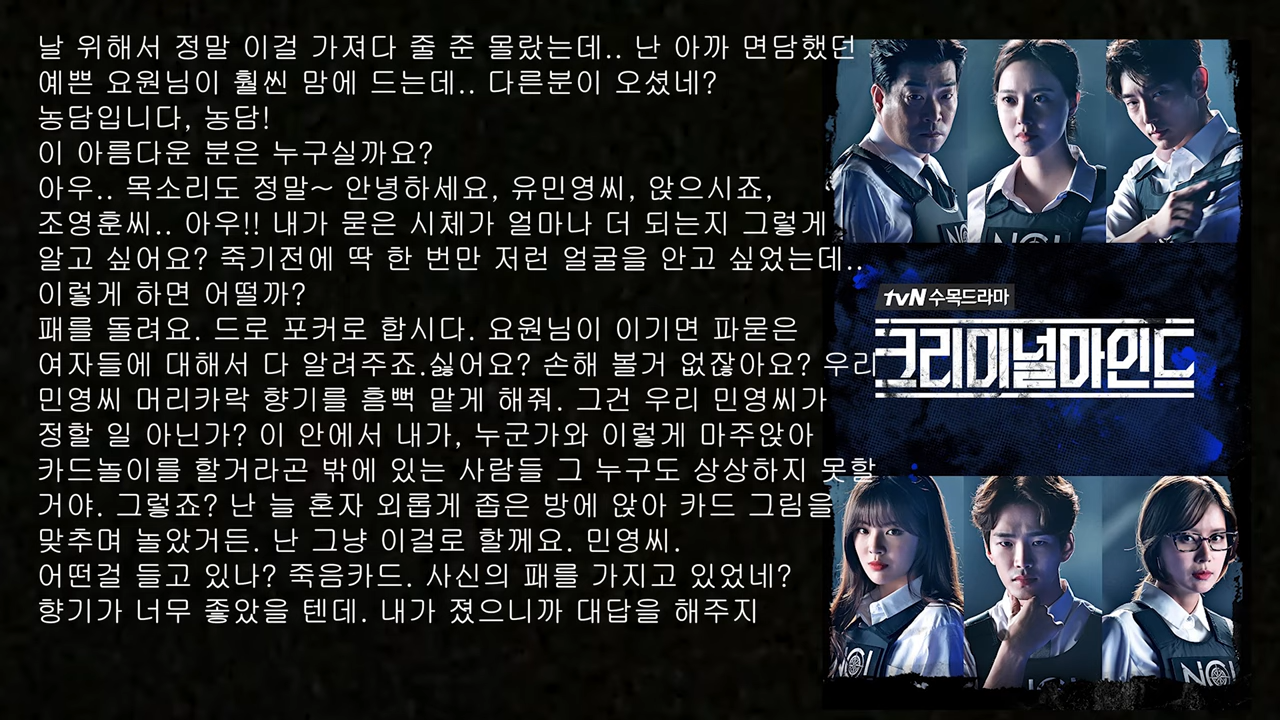 날 위해서 정말 이걸 가져다 줄 준 몰랐는데.. 난 아까 면담했던
예쁜 요원님이 훨씬 맘에 드는데.. 다른분이 오셨네?
농담입니다, 농담!
이 아름다운 분은 누구실까요?
아우.. 목소리도 정말~ 안녕하세요, 유민영씨, 앉으시죠,
조영훈씨.. 아우!! 내가 묻은 시체가 얼마나 더 되는지 그렇게
알고 싶어요? 죽기전에 딱 한 번만 저런 얼굴을 안고 싶었는데..
이렇게 하면 어떨까?
패를 돌려요. 드로 포커로 합시다. 요원님이 이기면 파묻은
여자들에 대해서 다 알려주죠.싫어요? 손해 볼거 없잖아요? 우리
민영씨 머리카락 향기를 흠뻑 맡게 해줘. 그건 우리 민영씨가
정할 일 아닌가? 이 안에서 내가, 누군가와 이렇게 마주앉아
카드놀이를 할거라곤 밖에 있는 사람들 그 누구도 상상하지 못할
거야. 그렇죠? 난 늘 혼자 외롭게 좁은 방에 앉아 카드 그림을
맞추며 놀았거든. 난 그냥 이걸로 할께요. 민영씨.
어떤걸 들고 있나? 죽음카드. 사신의 패를 가지고 있었네?
향기가 너무 좋았을 텐데. 내가 졌으니까 대답을 해주지
tvN 수목드라마
크리미널마인드
NCI
NCI
NCI